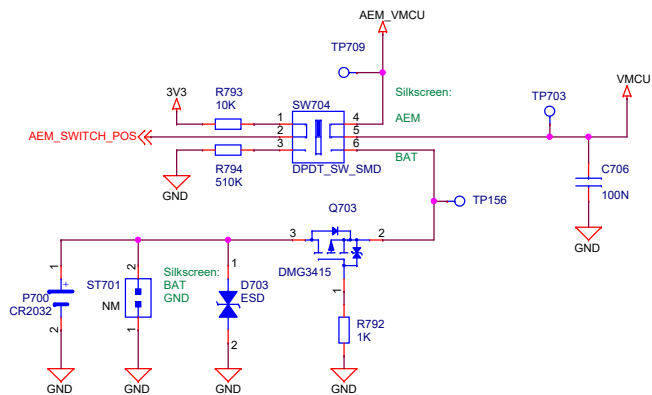 AEM_VMCU
TP709
3V3
R793
10K
SW704
Silkscreen:
TP703
VMCU
1
4
AEM
AEM_SWITCH_POS
2
5
3
6
BAT
R794
510K
DPDT_SW_SMD
C706
100N
GND
TP156
GND
Q703
3
2
DMG3415
1
2
1
ST701
Silkscreen:
BAT
GND
D703
ESD
P700
CR2032
+
NM
1
R792
1K
2
1
2
GND
GND
GND
GND